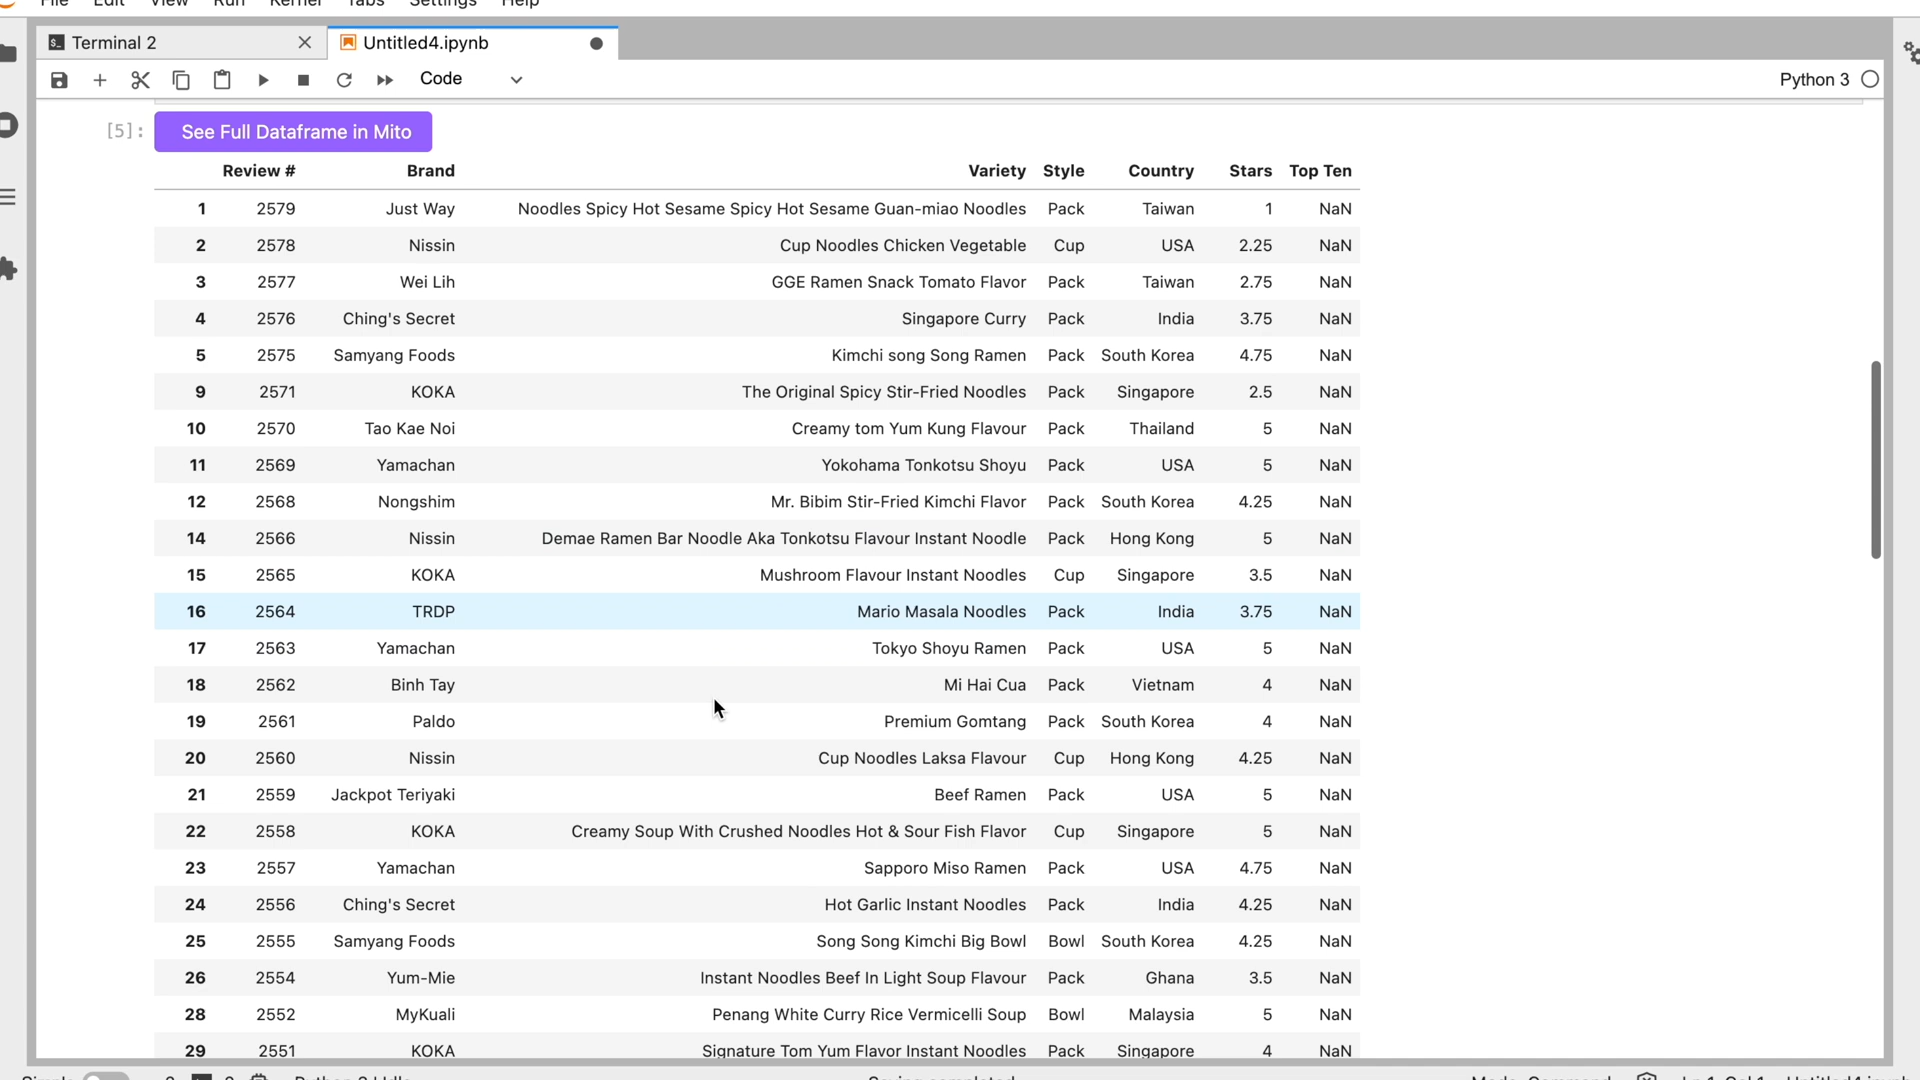 File Edit View Run Kernel Tabs Settings Help
Terminal 2 Untitled4.ipynb
Code Python 3
[5]: See Full Dataframe in Mito
Review # Brand Variety Style Country Stars Top Ten
1 2579 Just Way Noodles Spicy Hot Sesame Spicy Hot Sesame Guan-miao Noodles Pack Taiwan 1 NaN
2 2578 Nissin Cup Noodles Chicken Vegetable Cup USA 2.25 NaN
3 2577 Wei Lih GGE Ramen Snack Tomato Flavor Pack Taiwan 2.75 NaN
4 2576 Ching's Secret Singapore Curry Pack India 3.75 NaN
5 2575 Samyang Foods Kimchi song Song Ramen Pack South Korea 4.75 NaN
9 2571 KOKA The Original Spicy Stir-Fried Noodles Pack Singapore 2.5 NaN
10 2570 Tao Kae Noi Creamy tom Yum Kung Flavour Pack Thailand 5 NaN
11 2569 Yamachan Yokohama Tonkotsu Shoyu Pack USA 5 NaN
12 2568 Nongshim Mr. Bibim Stir-Fried Kimchi Flavor Pack South Korea 4.25 NaN
14 2566 Nissin Demae Ramen Bar Noodle Aka Tonkotsu Flavour Instant Noodle Pack Hong Kong 5 NaN
15 2565 KOKA Mushroom Flavour Instant Noodles Cup Singapore 3.5 NaN
16 2564 TRDP Mario Masala Noodles Pack India 3.75 NaN
17 2563 Yamachan Tokyo Shoyu Ramen Pack USA 5 NaN
18 2562 Binh Tay Mi Hai Cua Pack Vietnam 4 NaN
19 2561 Paldo Premium Gomtang Pack South Korea 4 NaN
20 2560 Nissin Cup Noodles Laksa Flavour Cup Hong Kong 4.25 NaN
21 2559 Jackpot Teriyaki Beef Ramen Pack USA 5 NaN
22 2558 KOKA Creamy Soup With Crushed Noodles Hot & Sour Fish Flavor Cup Singapore 5 NaN
23 2557 Yamachan Sapporo Miso Ramen Pack USA 4.75 NaN
24 2556 Ching's Secret Hot Garlic Instant Noodles Pack India 4.25 NaN
25 2555 Samyang Foods Song Song Kimchi Big Bowl Bowl South Korea 4.25 NaN
26 2554 Yum-Mie Instant Noodles Beef In Light Soup Flavour Pack Ghana 3.5 NaN
28 2552 MyKuali Penang White Curry Rice Vermicelli Soup Bowl Malaysia 5 NaN
29 2551 KOKA Signature Tom Yum Flavor Instant Noodles Pack Singapore 4 NaN